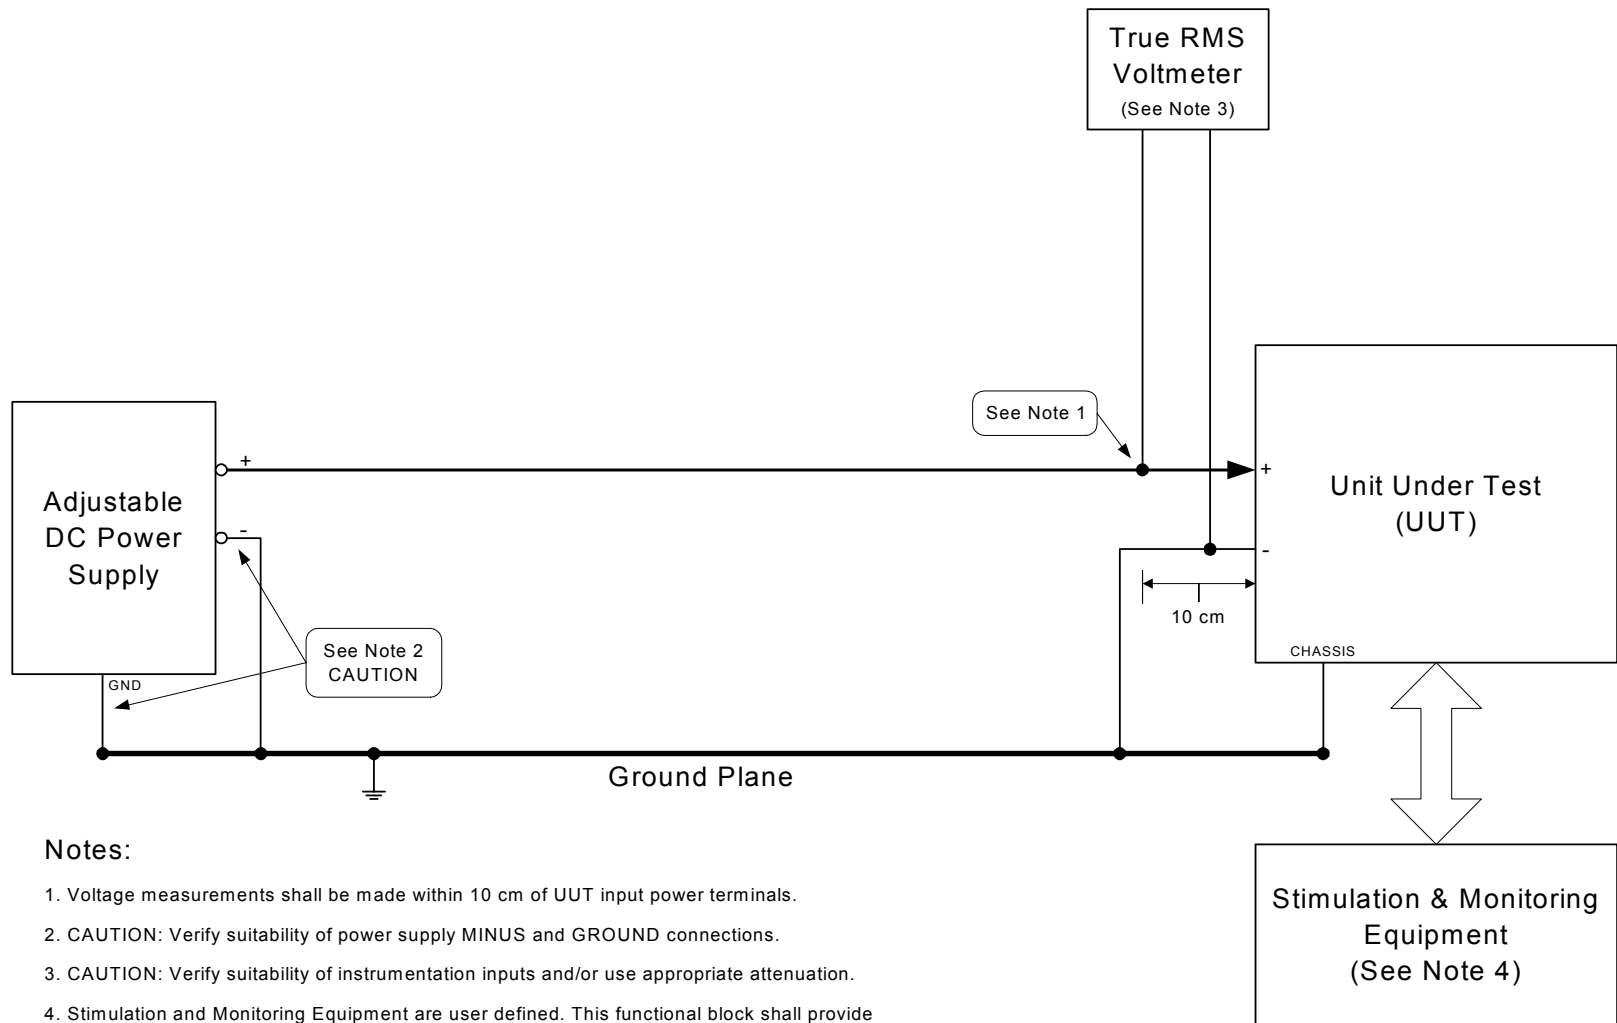 True RMS
Voltmeter
(See Note 3)
See Note 1
+
+
Adjustable
DC Power
Supply
-
Unit Under Test
(UUT)
-
10 cm
See Note 2
CAUTION
CHASSIS
GND
Ground Plane
Notes:
1. Voltage measurements shall be made within 10 cm of UUT input power terminals.
2. CAUTION: Verify suitability of power supply MINUS and GROUND connections.
3. CAUTION: Verify suitability of instrumentation inputs and/or use appropriate attenuation.
4. Stimulation and Monitoring Equipment are user defined. This functional block shall provide
Stimulation & Monitoring
Equipment
(See Note 4)